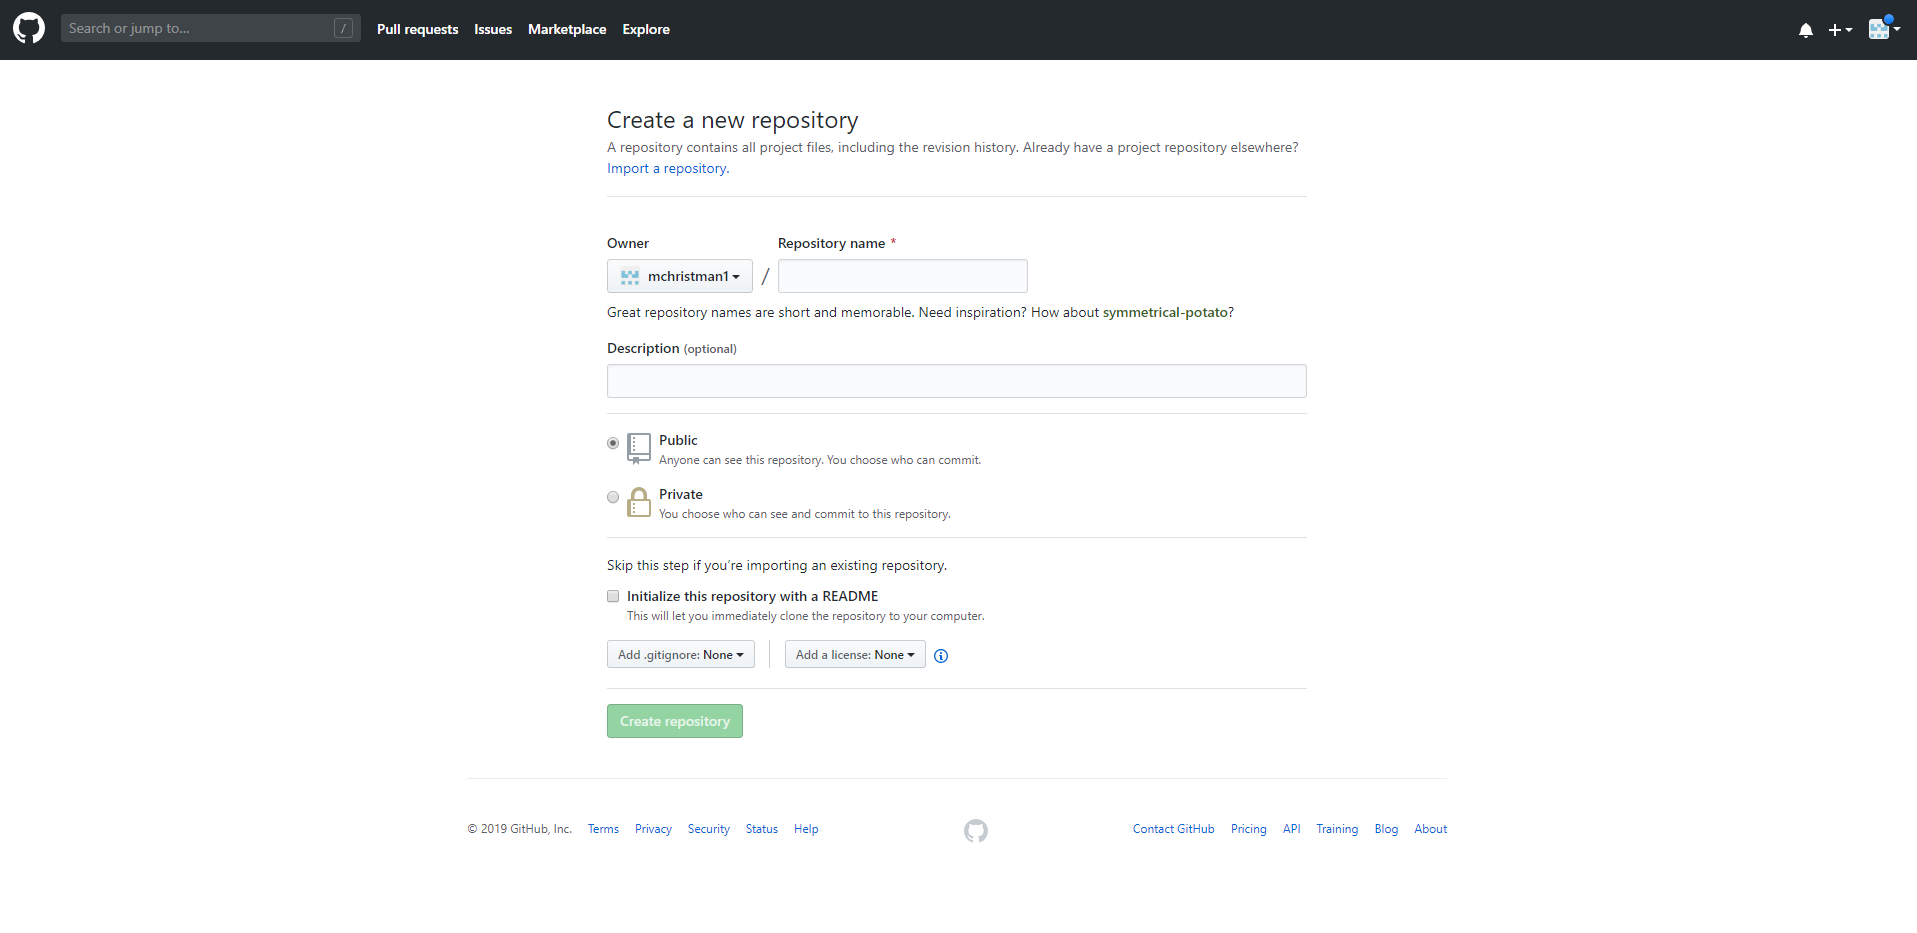 Search or jump to...
/
Pull requests Issues Marketplace Explore
Create a new repository
A repository contains all project files, including the revision history. Already have a project repository elsewhere?
Import a repository.
Owner Repository name *
mchristman1 /
Great repository names are short and memorable. Need inspiration? How about symmetrical-potato?
Description (optional)
Public
Anyone can see this repository. You choose who can commit.
Private
You choose who can see and commit to this repository.
Skip this step if you’re importing an existing repository.
Initialize this repository with a README
This will let you immediately clone the repository to your computer.
Add .gitignore: None Add a license: None
Create repository
© 2019 GitHub, Inc. Terms Privacy Security Status Help Contact GitHub Pricing API Training Blog About